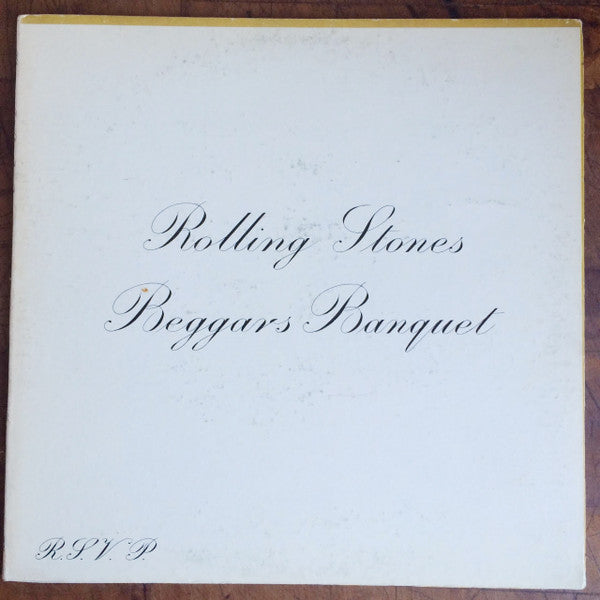 Rolling Stones
Beggars Banquet
R.S.V.P.